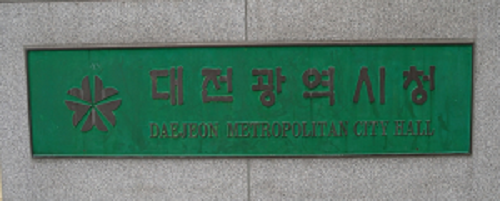 대전광역시청
DAEJEON METROPOLITAN CITY HALL